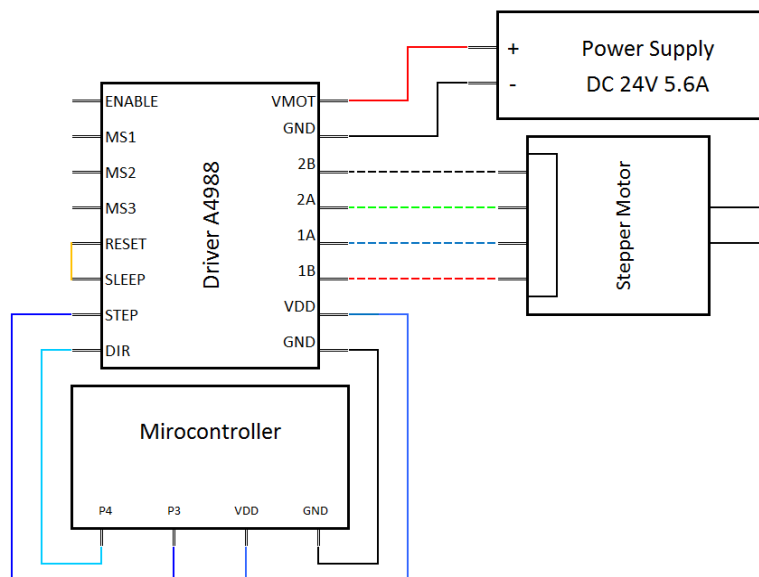 + Power Supply
- DC 24V 5.6A
ENABLE
MS1
MS2
MS3
RESET
SLEEP
STEP
DIR
Driver A4988
VMOT
GND
2B
2A
1A
1B
VDD
GND
Stepper Motor
Mirocontroller
P4 P3 VDD GND